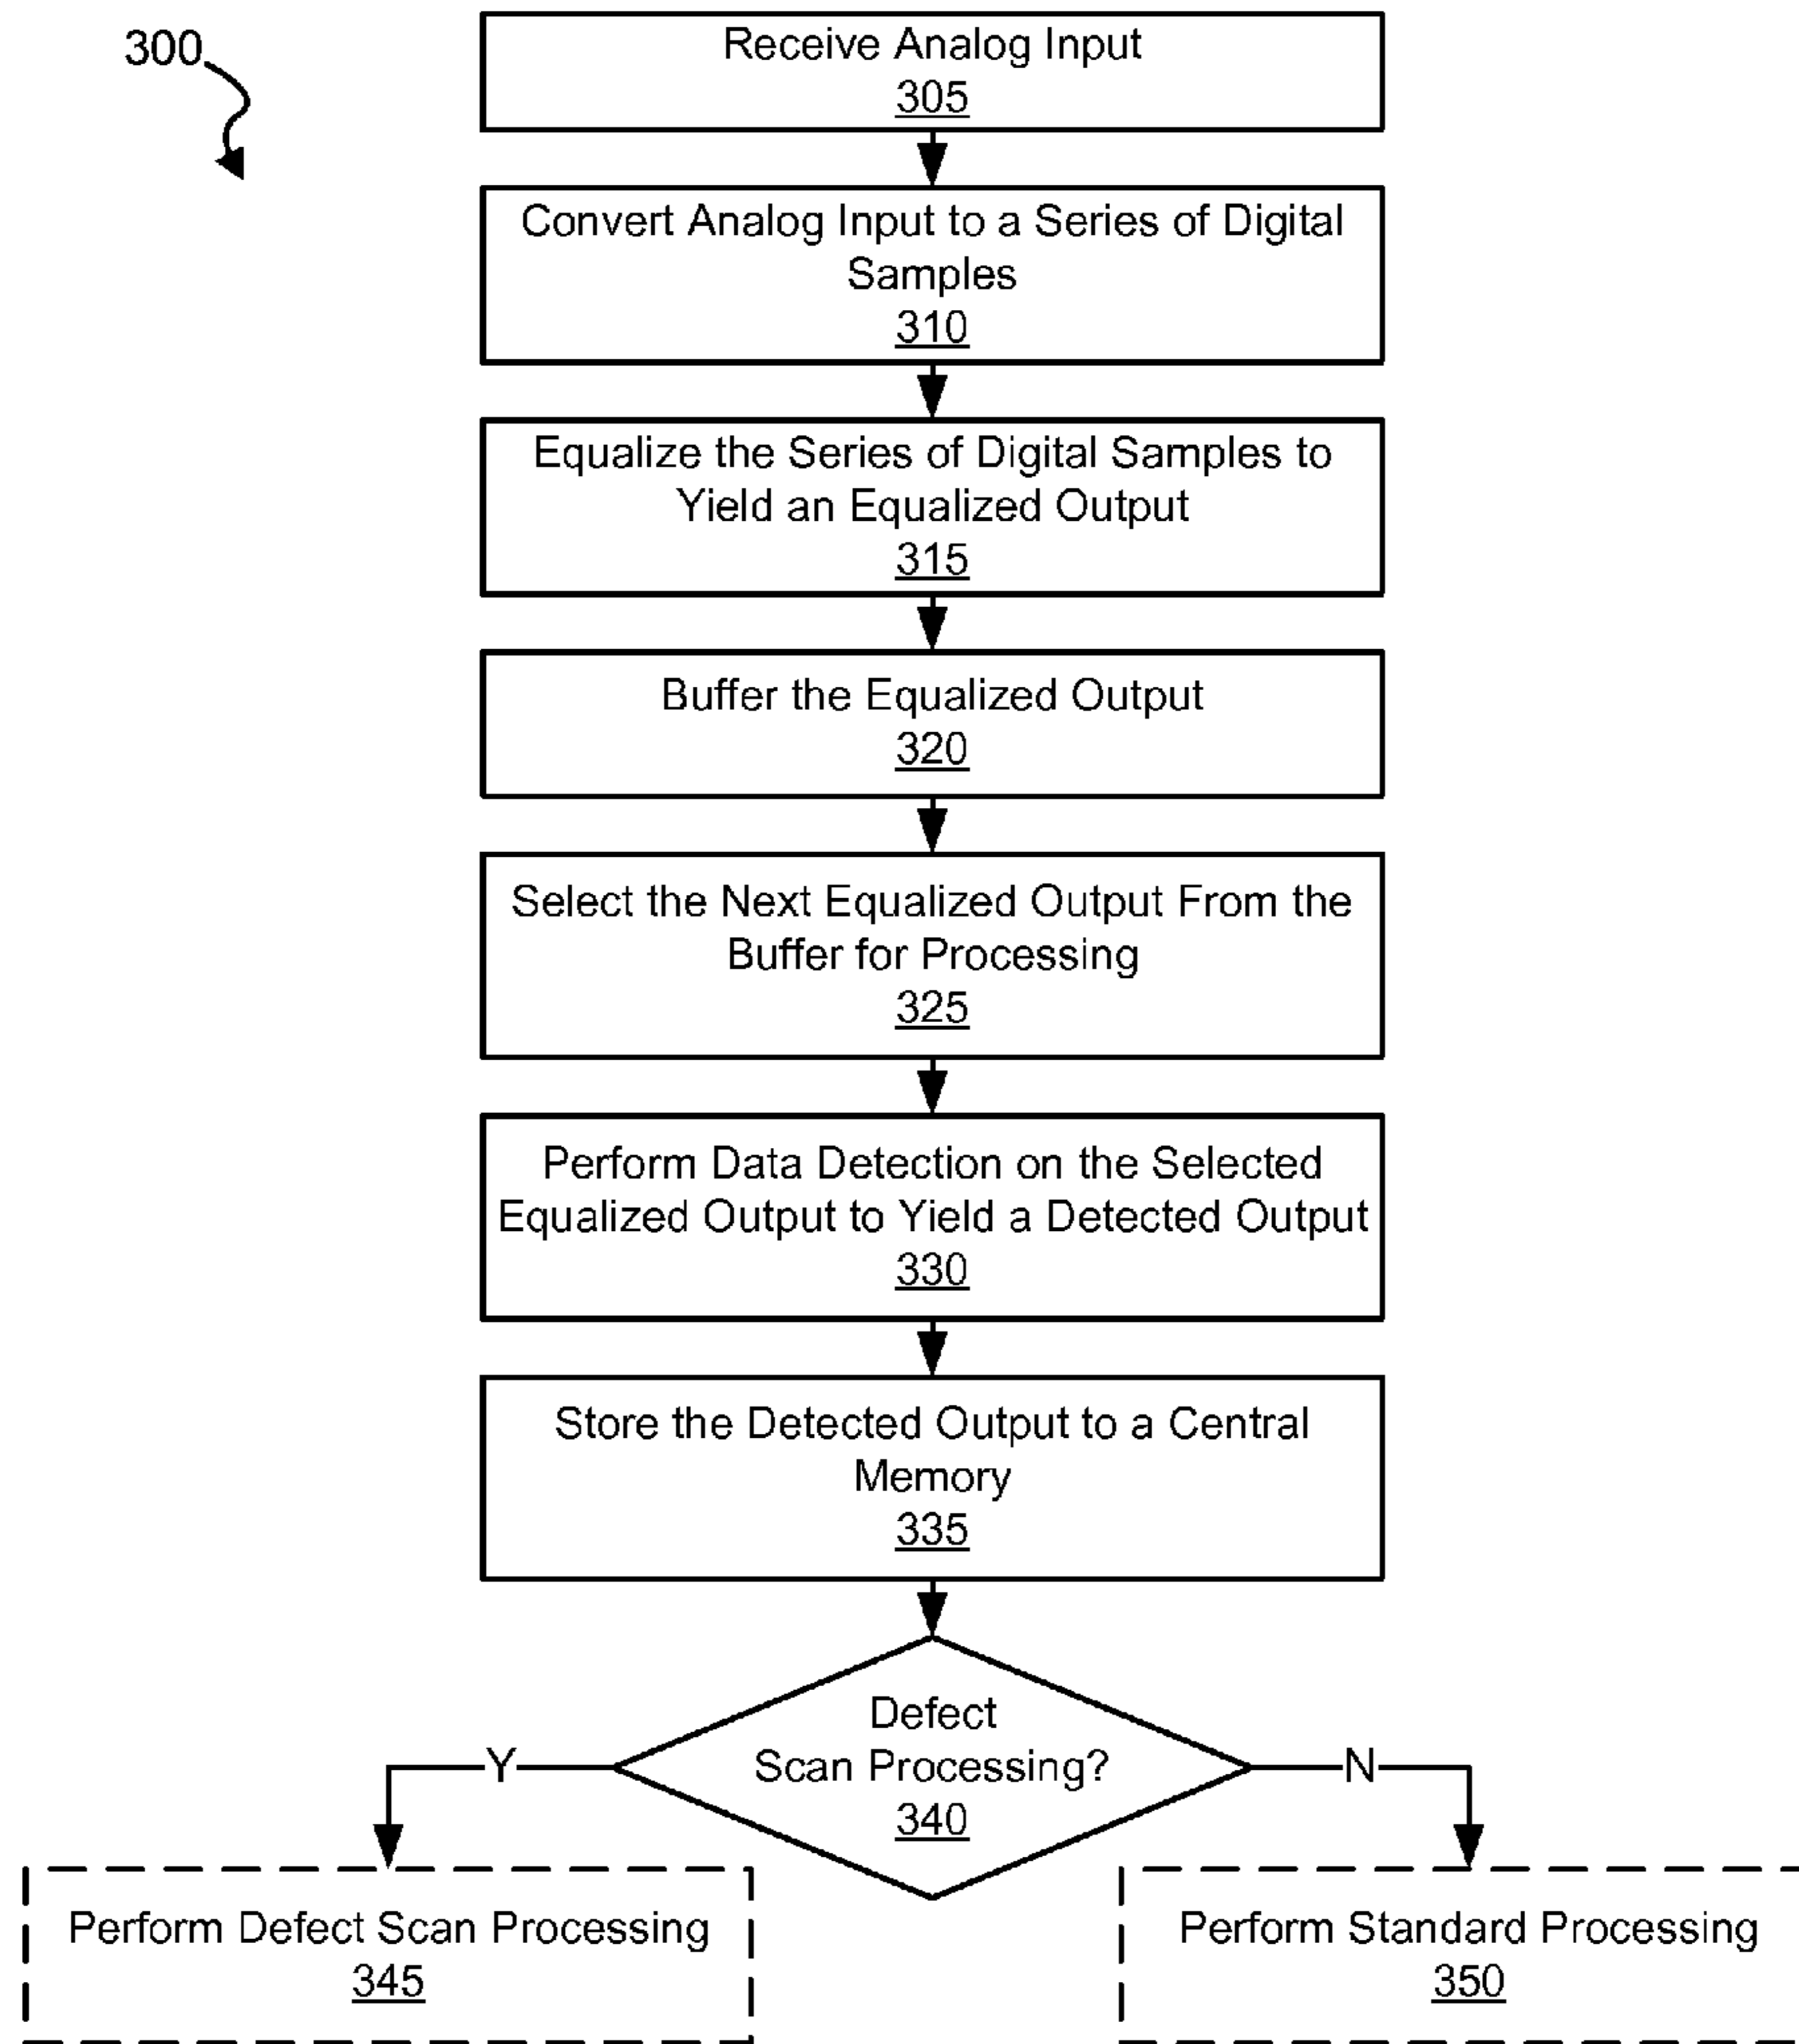 300
Receive Analog Input
305
Convert Analog Input to a Series of Digital
Samples
310
Equalize the Series of Digital Samples to
Yield an Equalized Output
315
Buffer the Equalized Output
320
Select the Next Equalized Output From the
Buffer for Processing
325
Perform Data Detection on the Selected
Equalized Output to Yield a Detected Output
330
Store the Detected Output to a Central
Memory
335
Defect
Scan Processing?
340
Y
N
Perform Defect Scan Processing
345
Perform Standard Processing
350